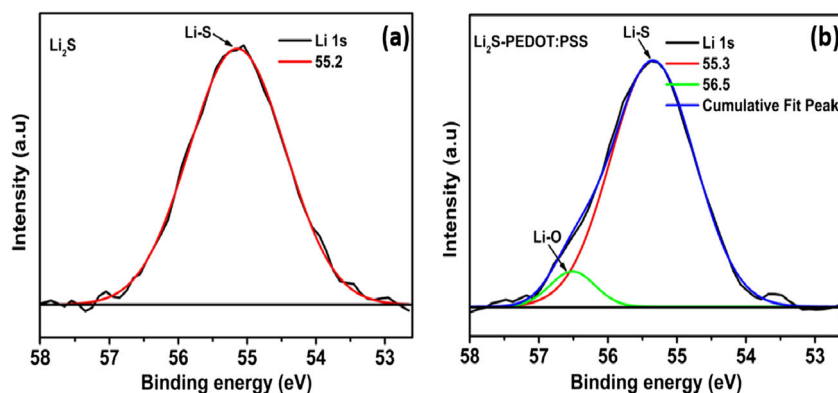 Li₂S
Li-S
Li 1s
55.2
(a)
Intensity (a.u)
58 57 56 55 54 53
Binding energy (eV)
Li₂S-PEDOT:PSS
Li-S
Li 1s
55.3
56.5
Cumulative Fit Peak
(b)
Li-O
Intensity (a.u)
58 57 56 55 54 53
Binding energy (eV)